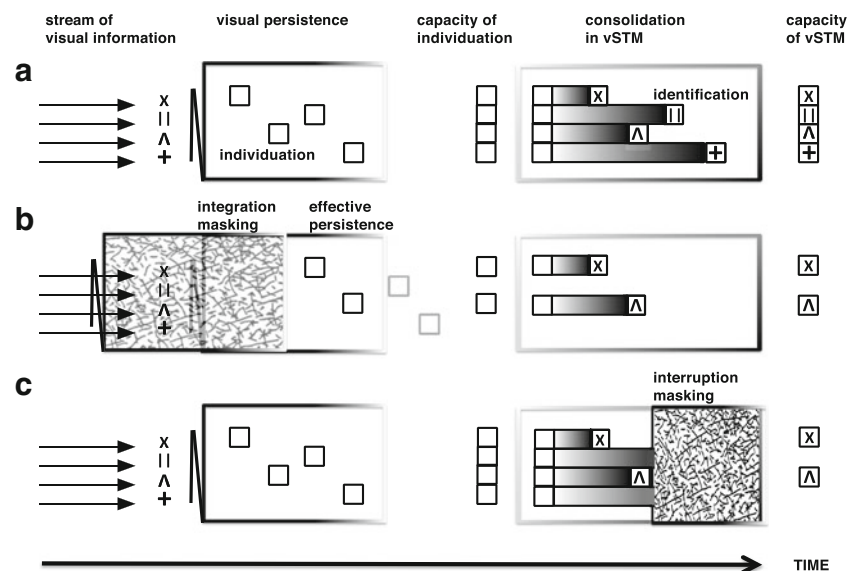 stream of
visual information
visual persistence
capacity of
individuation
consolidation
in vSTM
capacity
of vSTM
a
X
| |
Λ
+
individuation
X
identification
| |
Λ
+
X
| |
Λ
+
b
integration
masking
effective
persistence
X
| |
Λ
+
X
Λ
X
Λ
c
interruption
masking
X
| |
Λ
+
X
Λ
X
Λ
TIME